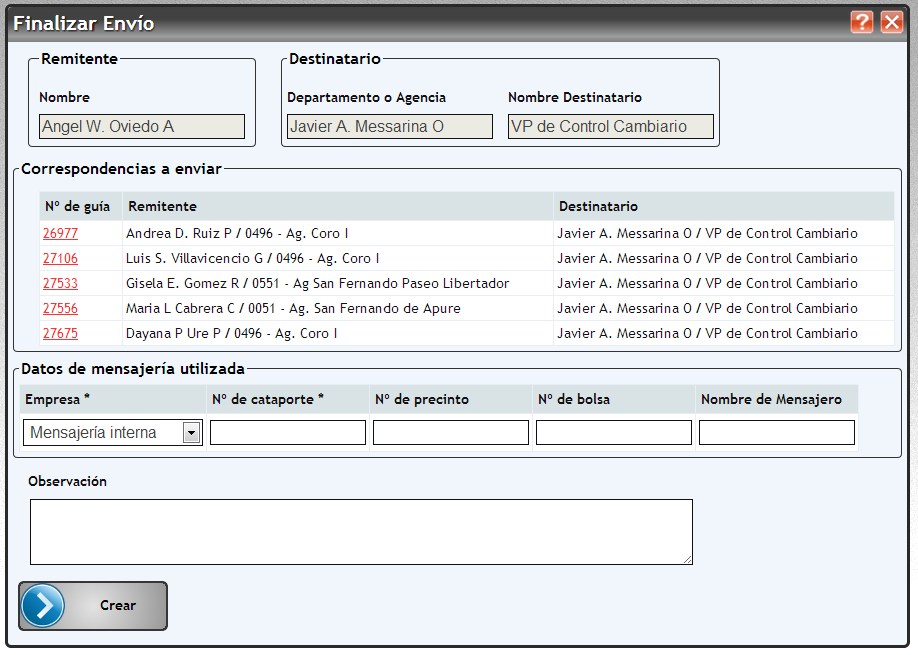 Finalizar Envío
Remitente
Nombre
Angel W. Oviedo A
Destinatario
Departamento o Agencia Nombre Destinatario
Javier A. Messarina O VP de Control Cambiario
Correspondencias a enviar
Nº de guía Remitente Destinatario
26977 Andrea D. Ruiz P / 0496 - Ag. Coro I Javier A. Messarina O / VP de Control Cambiario
27106 Luis S. Villavicencio G / 0496 - Ag. Coro I Javier A. Messarina O / VP de Control Cambiario
27533 Gisela E. Gomez R / 0551 - Ag San Fernando Paseo Libertador Javier A. Messarina O / VP de Control Cambiario
27556 Maria L Cabrera C / 0051 - Ag. San Fernando de Apure Javier A. Messarina O / VP de Control Cambiario
27675 Dayana P Ure P / 0496 - Ag. Coro I Javier A. Messarina O / VP de Control Cambiario
Datos de mensajería utilizada
Empresa * Nº de cataporte * Nº de precinto Nº de bolsa Nombre de Mensajero
Mensajería interna
Observación
Crear